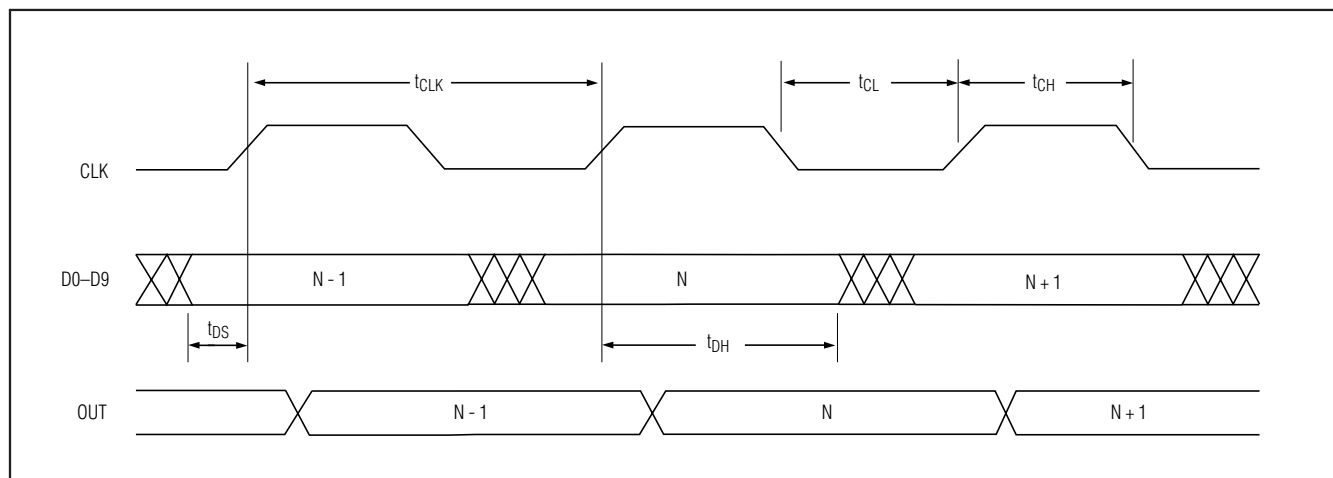 tCLK
tCL
tCH
CLK
D0–D9
N - 1
N
N + 1
tDS
tDH
OUT
N - 1
N
N + 1